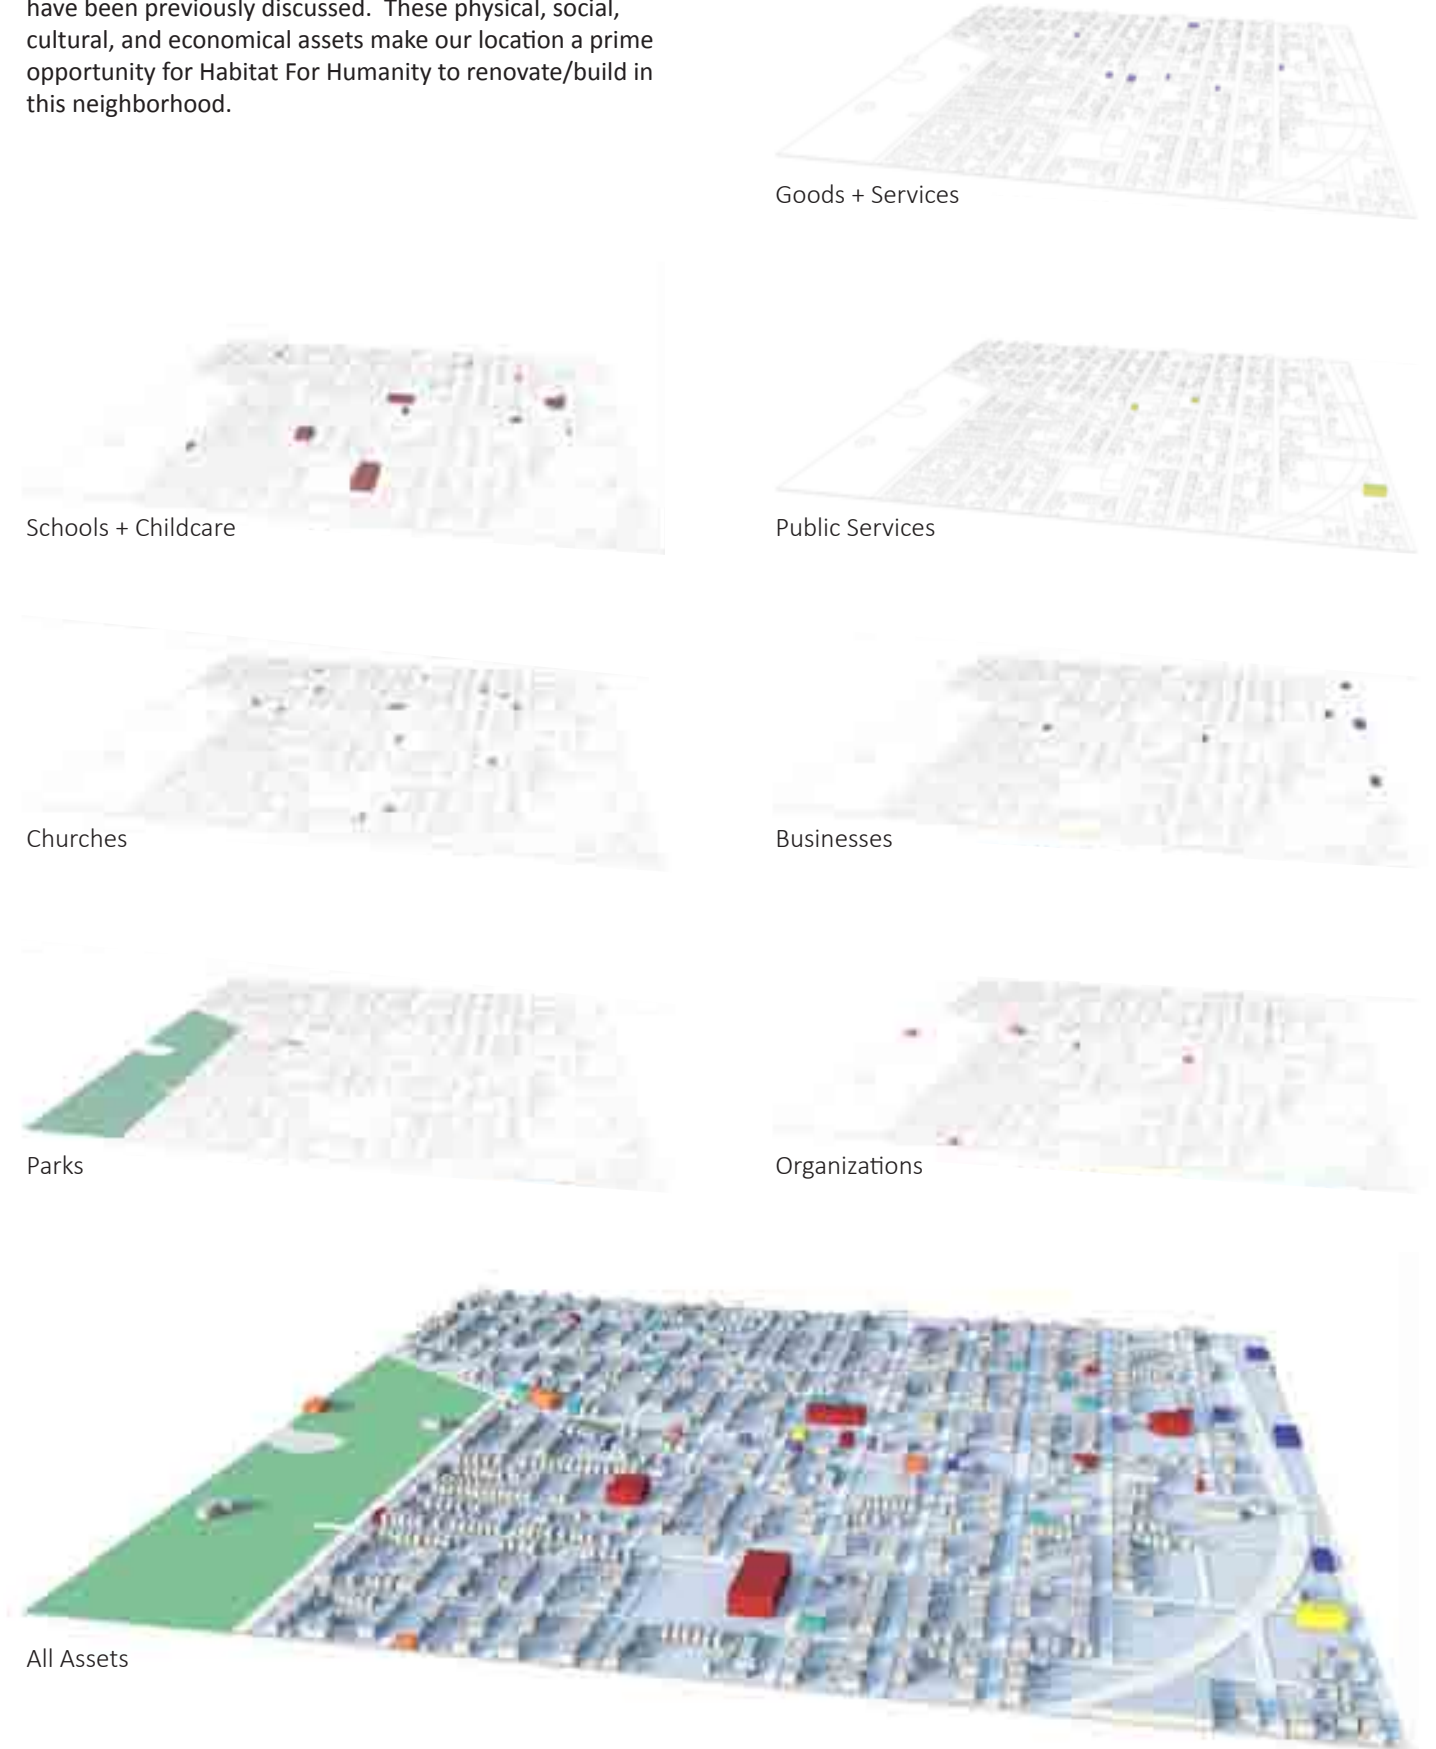 have been previously discussed.  These physical, social,
cultural, and economical assets make our location a prime
opportunity for Habitat For Humanity to renovate/build in
this neighborhood.
Goods + Services
Schools + Childcare
Public Services
Churches
Businesses
Parks
Organizations
All Assets